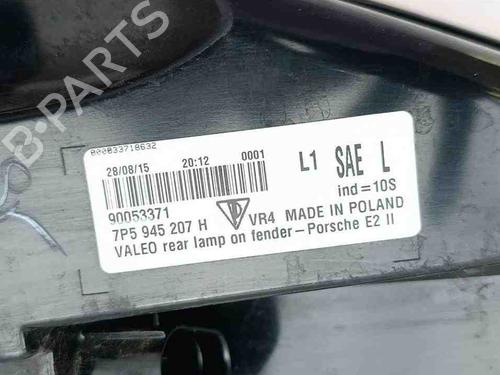 B-PARTS
000833718632
28/08/15 20:12 0001 L1 SAE L
ind=10S
90053371
7P5 945 207 H VR4 MADE IN POLAND
VALEO rear lamp on fender-Porsche E2 II